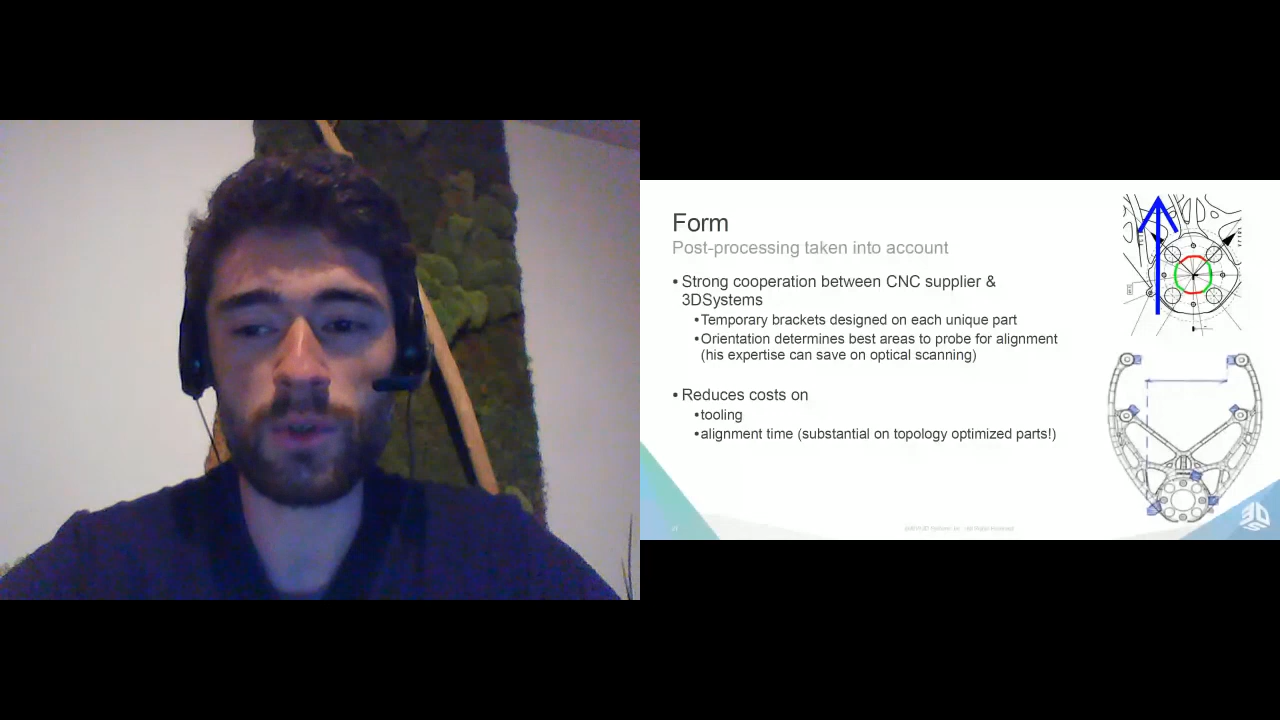 Form
Post-processing taken into account
• Strong cooperation between CNC supplier &
3DSystems
• Temporary brackets designed on each unique part
• Orientation determines best areas to probe for alignment
(his expertise can save on optical scanning)
• Reduces costs on
• tooling
• alignment time (substantial on topology optimized parts!)